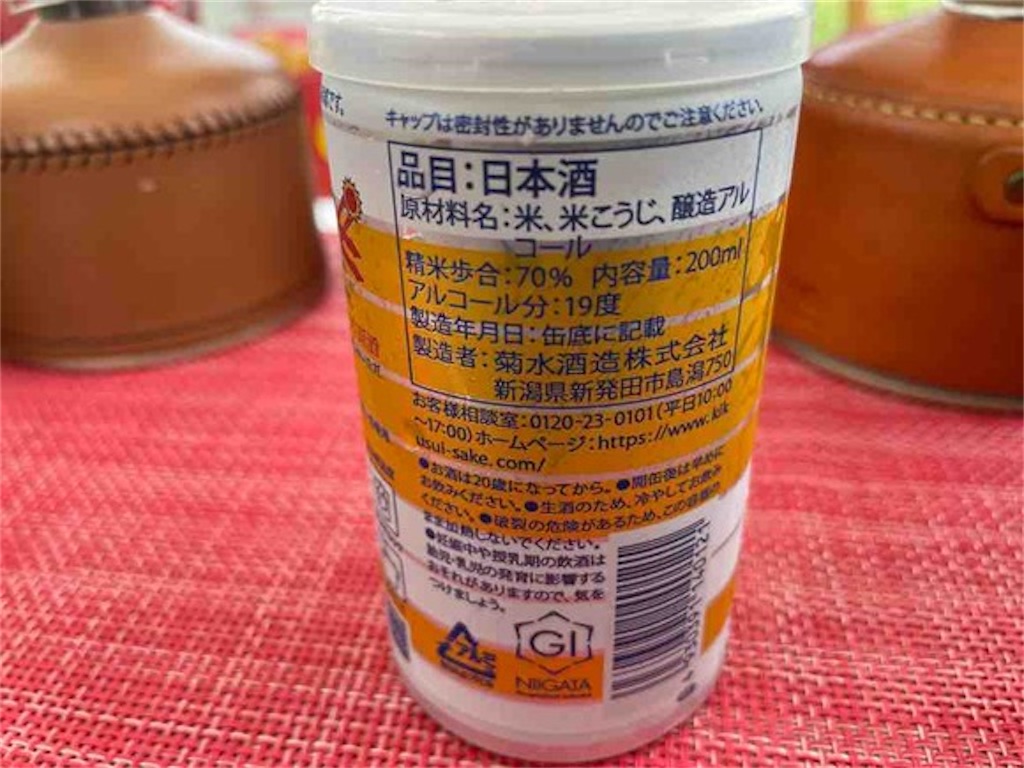 キャップは密封性がありませんのでご注意ください。
品目：日本酒
原材料名：米、米こうじ、醸造アル
コール
精米歩合：70% 内容量：200ml
アルコール分：19度
製造年月日：缶底に記載
製造者：菊水酒造株式会社
新潟県新発田市島潟750
お客様相談室：0120-23-0101（平日10:00
～17:00）ホームページ：https://www.kik
usui-sake.com/
●お酒は20歳になってから。●開缶後は早めに
お飲みください。●生酒のため、冷やしてお飲み
ください。●破裂の危険があるため、この容器の
まま加熱しないでください。
●妊娠中や授乳期の飲酒は
胎児・乳児の発育に影響する
おそれがありますので、気を
つけましょう。
アルミ
GI
NIIGATA